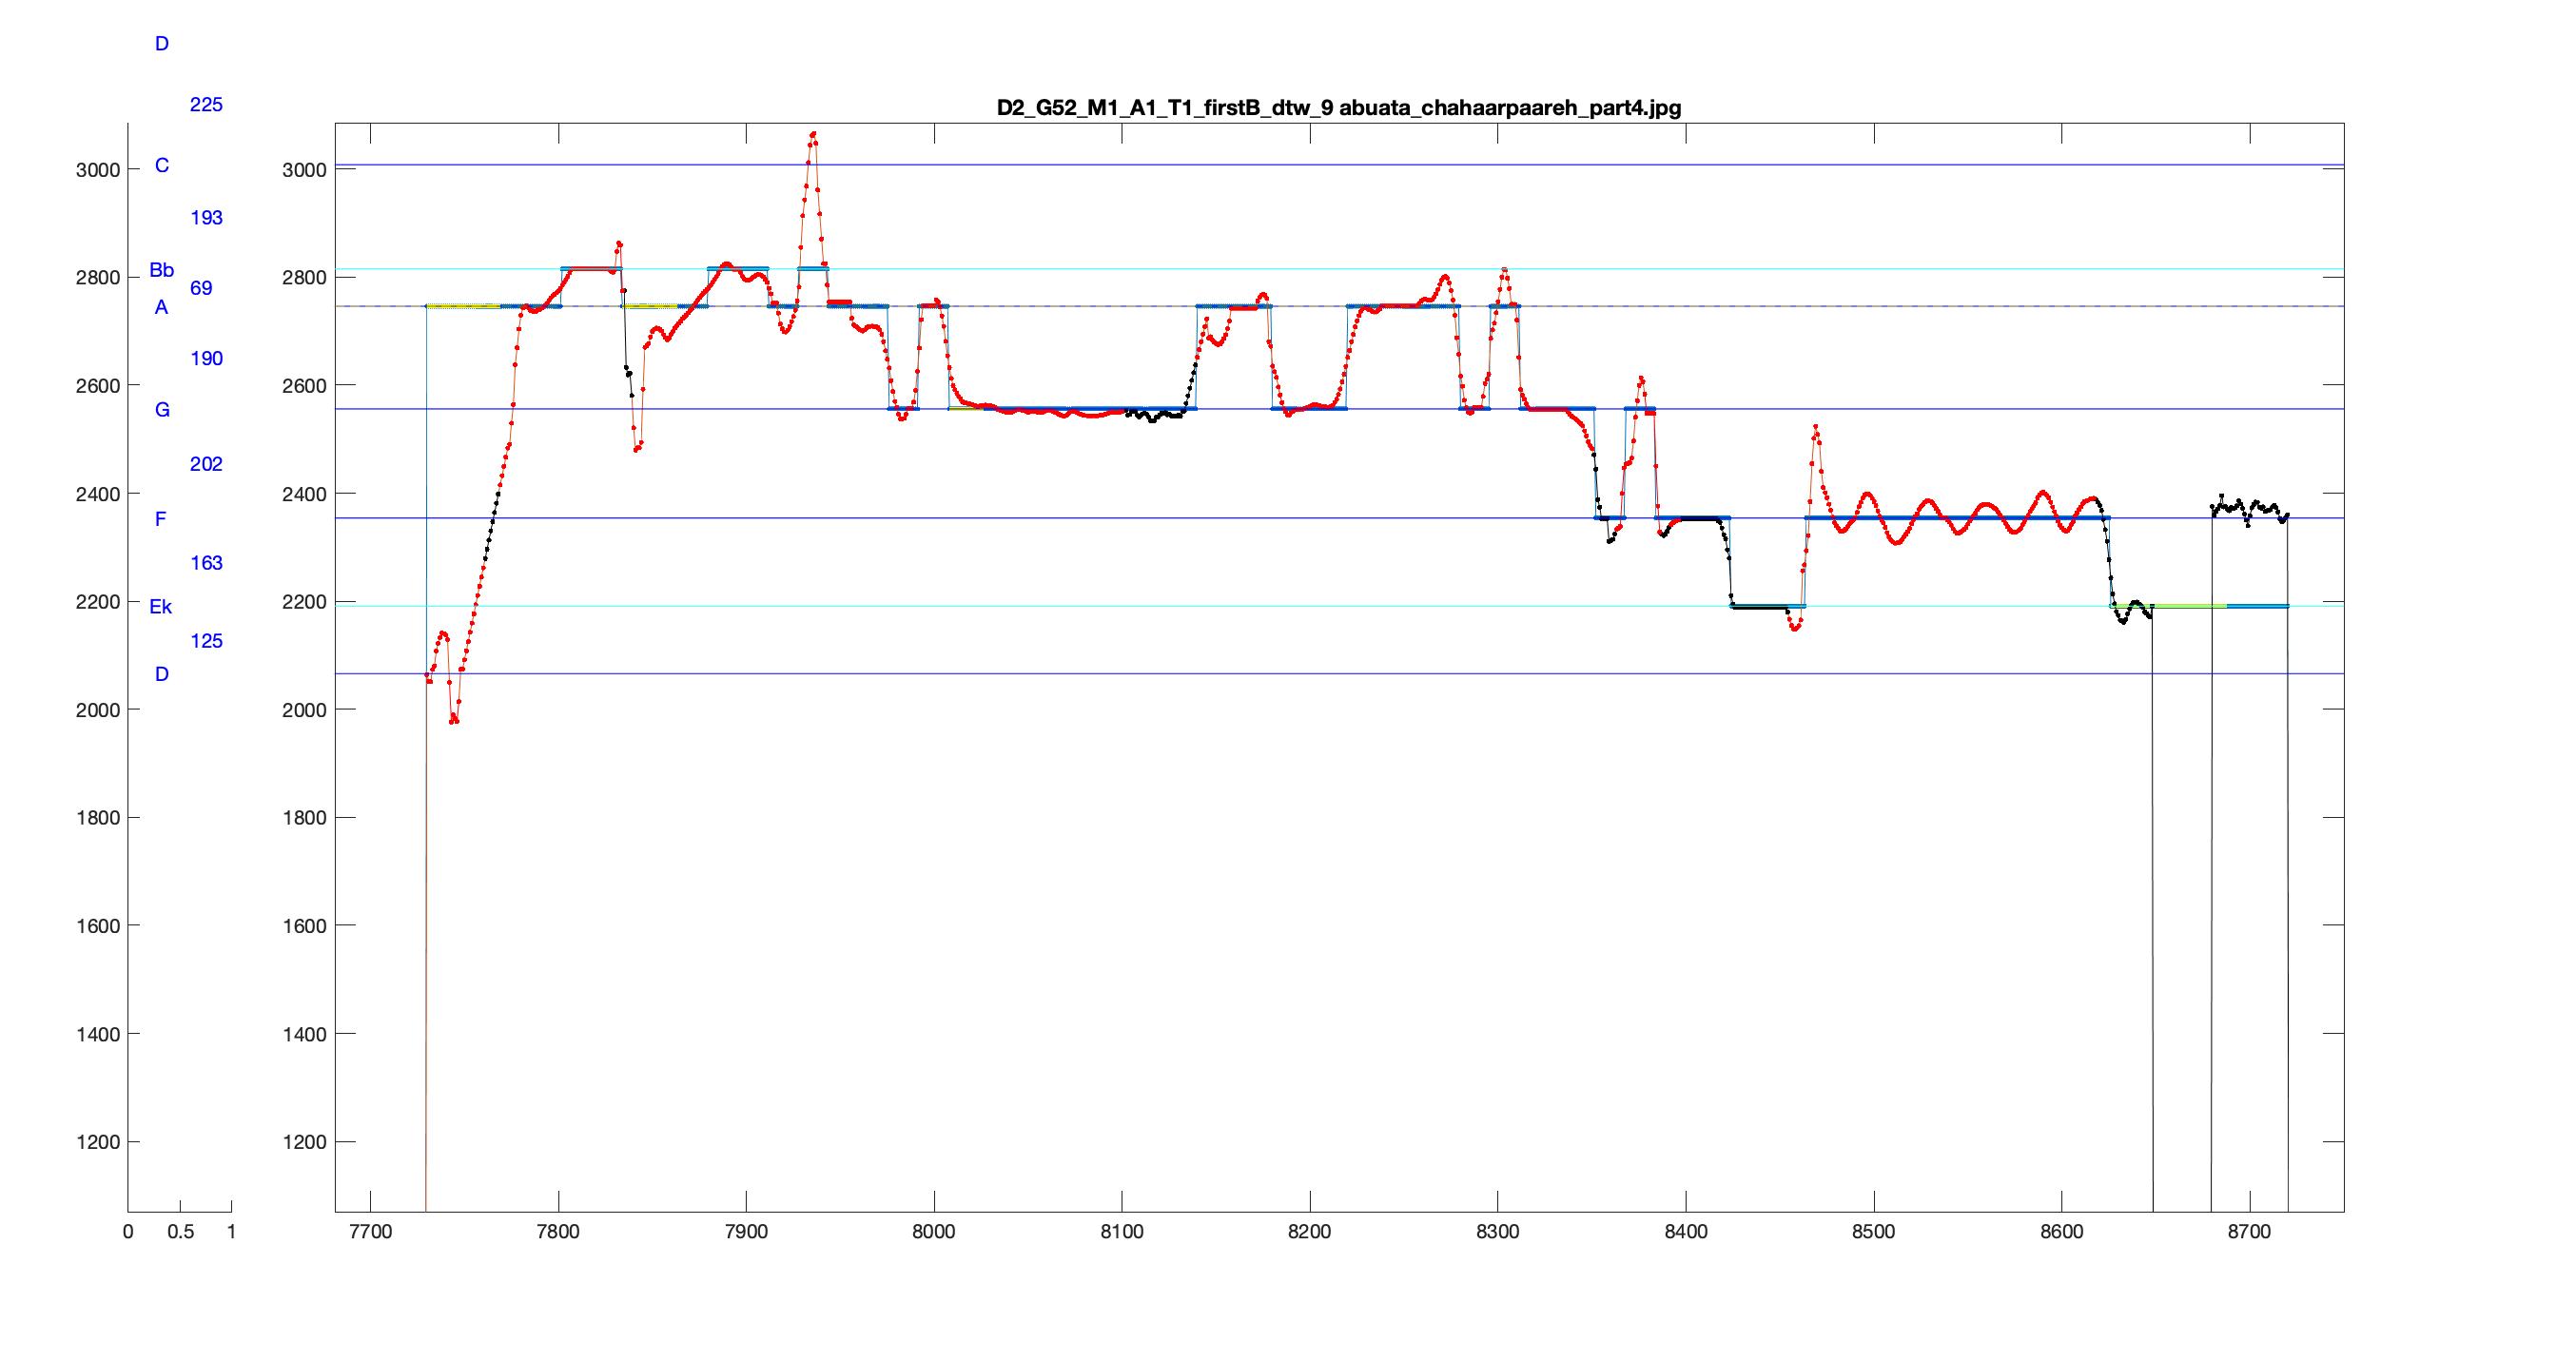 D
225
D2_G52_M1_A1_T1_firstB_dtw_9 abuata_chahaarpaareh_part4.jpg
3000 C 3000
193
2800 Bb 2800
69
A
190
2600 2600
G
202
2400 2400
F
163
2200 Ek 2200
125
D
2000 2000
1800 1800
1600 1600
1400 1400
1200 1200
0 0.5 1 7700 7800 7900 8000 8100 8200 8300 8400 8500 8600 8700